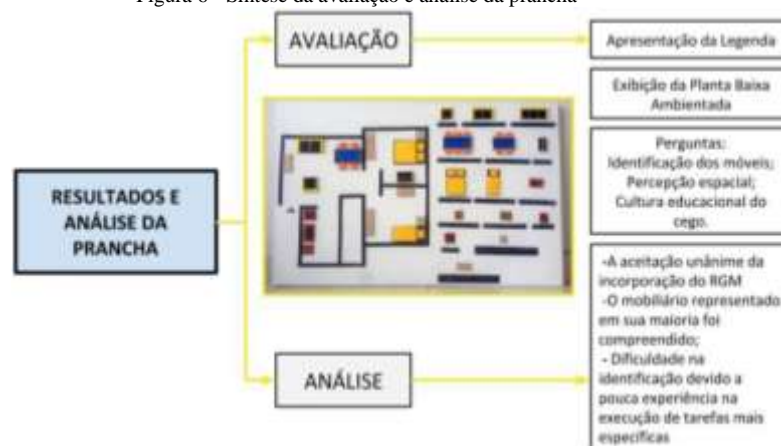 Figura 6 - Síntese da avaliação e análise da prancha
AVALIAÇÃO
Apresentação da Legenda
Exibição da Planta Baixa
Ambientada
Perguntas:
Identificação dos móveis;
Percepção espacial;
Cultura educacional do
cego.
RESULTADOS E
ANÁLISE DA
PRANCHA
ANÁLISE
-A aceitação unânime da
incorporação do RGM
-O mobiliário representado
em sua maioria foi
compreendido;
- Dificuldade na
identificação devido a
pouca experiência na
execução de tarefas mais
específicas